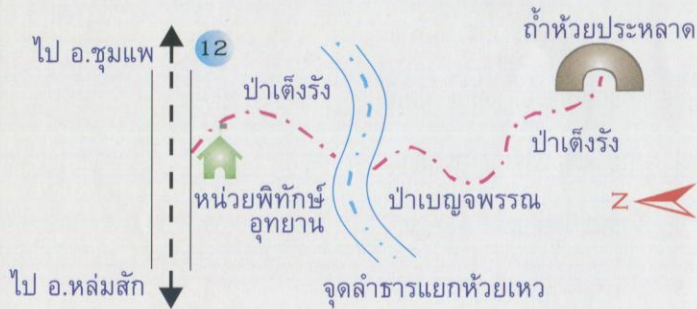 ถ้ำห้วยประหลาด
ไป อ.ชุมแพ
12
ป่าเต็งรัง
ป่าเต็งรัง
หน่วยพิทักษ์
อุทยาน
ป่าเบญจพรรณ
N
ไป อ.หล่มสัก
จุดลำธารแยกห้วยเหว